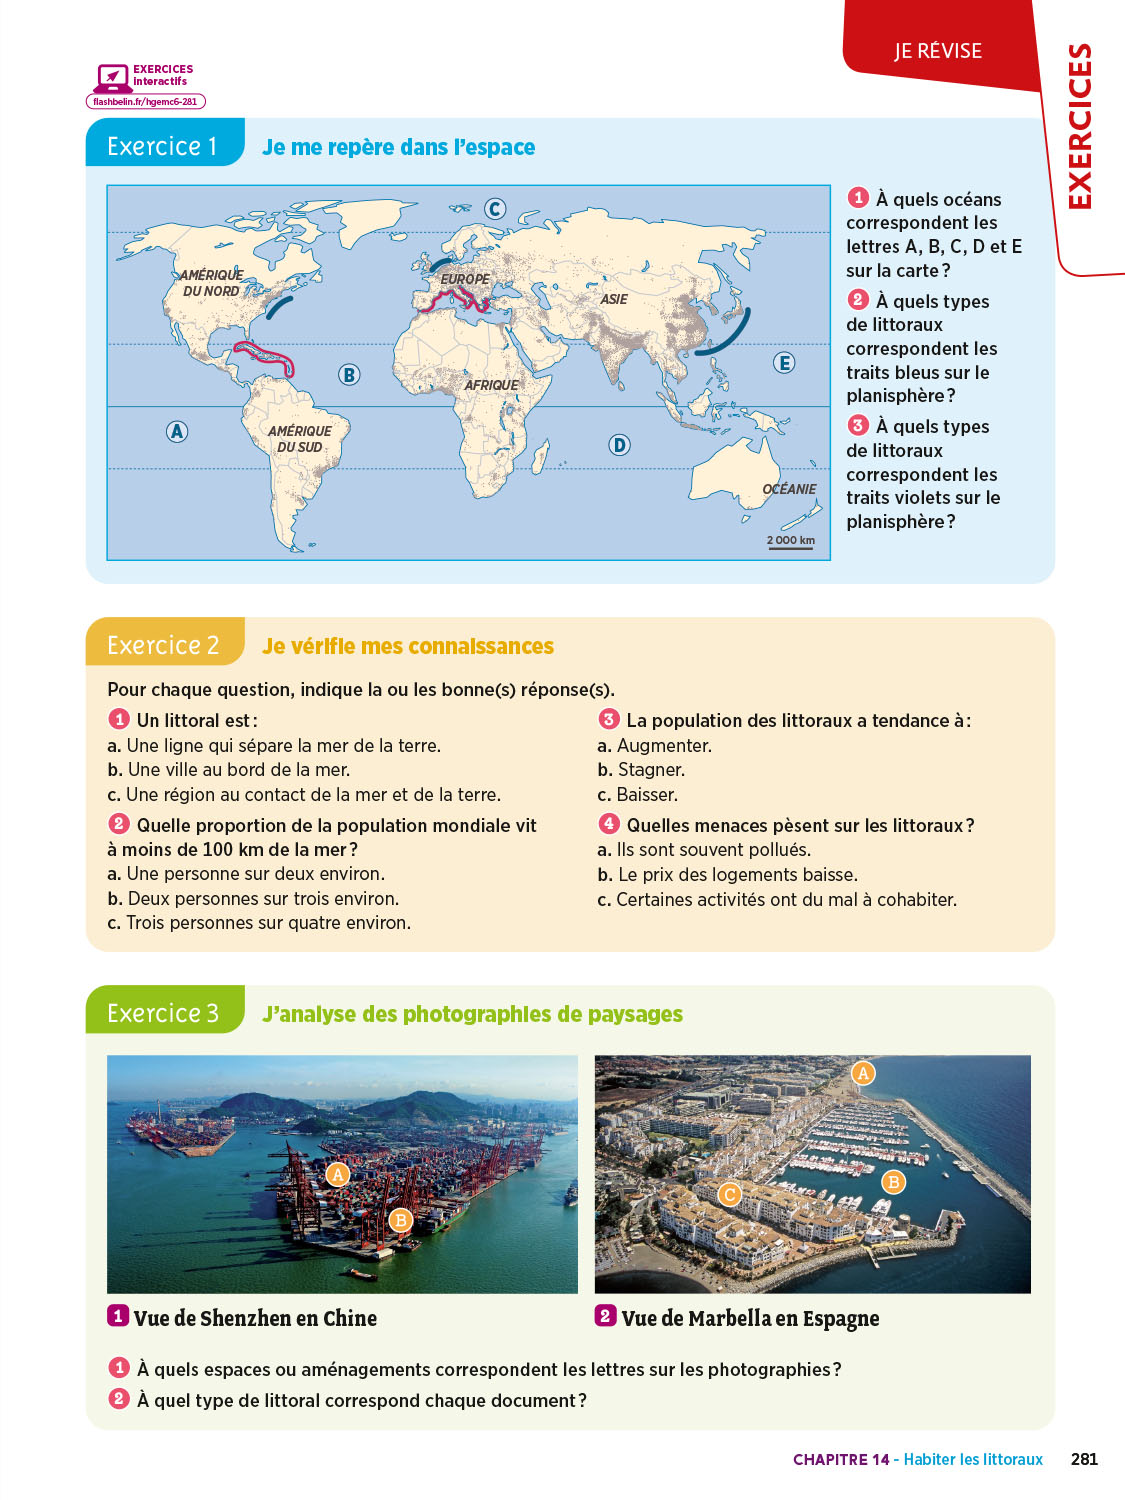 JE RÉVISE
EXERCICES
EXERCICES
interactifs
flashbelin.fr/hgemc6-281
Exercice 1
Je me repère dans l'espace
C
AMÉRIQUE
DU NORD
EUROPE
ASIE
B
E
AFRIQUE
A
AMÉRIQUE
DU SUD
D
OCÉANIE
2 000 km
1 À quels océans
correspondent les
lettres A, B, C, D et E
sur la carte ?
2 À quels types
de littoraux
correspondent les
traits bleus sur le
planisphère ?
3 À quels types
de littoraux
correspondent les
traits violets sur le
planisphère ?
Exercice 2
Je vérifie mes connaissances
Pour chaque question, indique la ou les bonne(s) réponse(s).
1 Un littoral est :
a. Une ligne qui sépare la mer de la terre.
b. Une ville au bord de la mer.
c. Une région au contact de la mer et de la terre.
2 Quelle proportion de la population mondiale vit
à moins de 100 km de la mer ?
a. Une personne sur deux environ.
b. Deux personnes sur trois environ.
c. Trois personnes sur quatre environ.
3 La population des littoraux a tendance à :
a. Augmenter.
b. Stagner.
c. Baisser.
4 Quelles menaces pèsent sur les littoraux ?
a. Ils sont souvent pollués.
b. Le prix des logements baisse.
c. Certaines activités ont du mal à cohabiter.
Exercice 3
J'analyse des photographies de paysages
A
B
A
B
C
1 Vue de Shenzhen en Chine
2 Vue de Marbella en Espagne
1 À quels espaces ou aménagements correspondent les lettres sur les photographies ?
2 À quel type de littoral correspond chaque document ?
CHAPITRE 14 - Habiter les littoraux 281